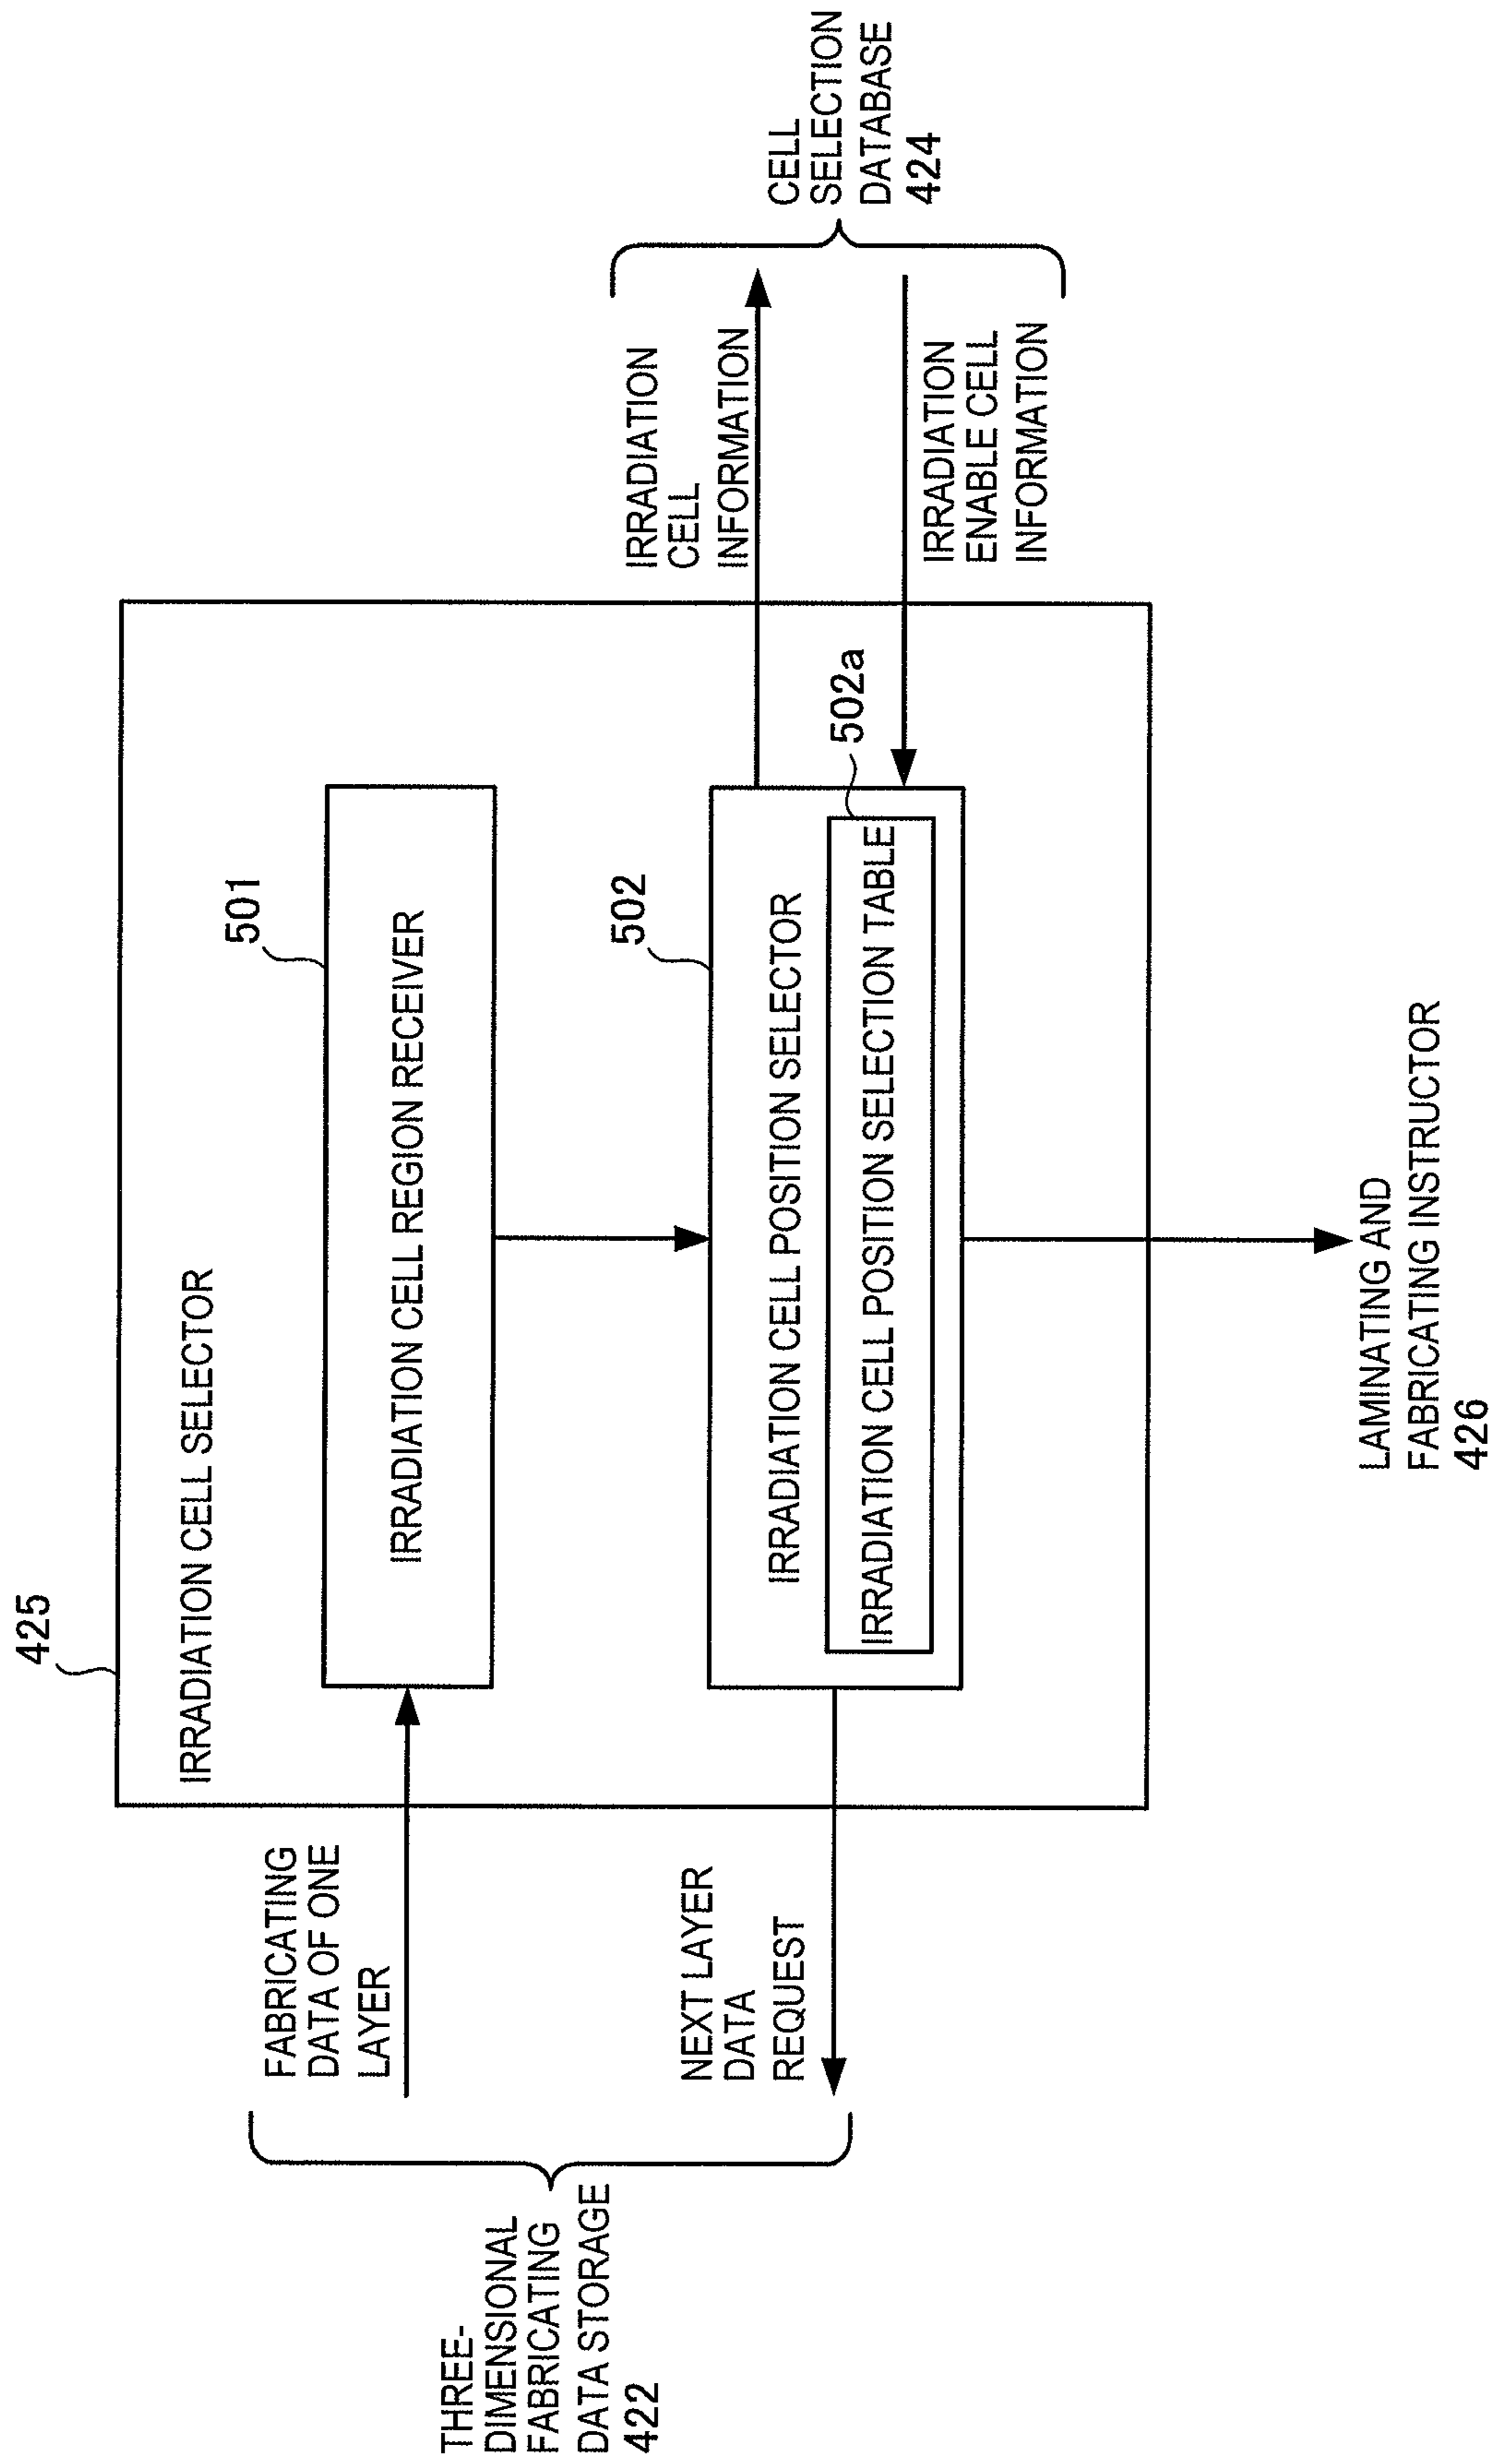 425
IRRADIATION CELL SELECTOR
501
IRRADIATION CELL REGION RECEIVER
FABRICATING
DATA OF ONE
LAYER
THREE-
DIMENSIONAL
FABRICATING
DATA STORAGE
422
NEXT LAYER
DATA
REQUEST
502
IRRADIATION CELL POSITION SELECTOR
502a
IRRADIATION CELL POSITION SELECTION TABLE
IRRADIATION
CELL
INFORMATION
IRRADIATION
ENABLE CELL
INFORMATION
CELL
SELECTION
DATABASE
424
LAMINATING AND
FABRICATING INSTRUCTOR
426